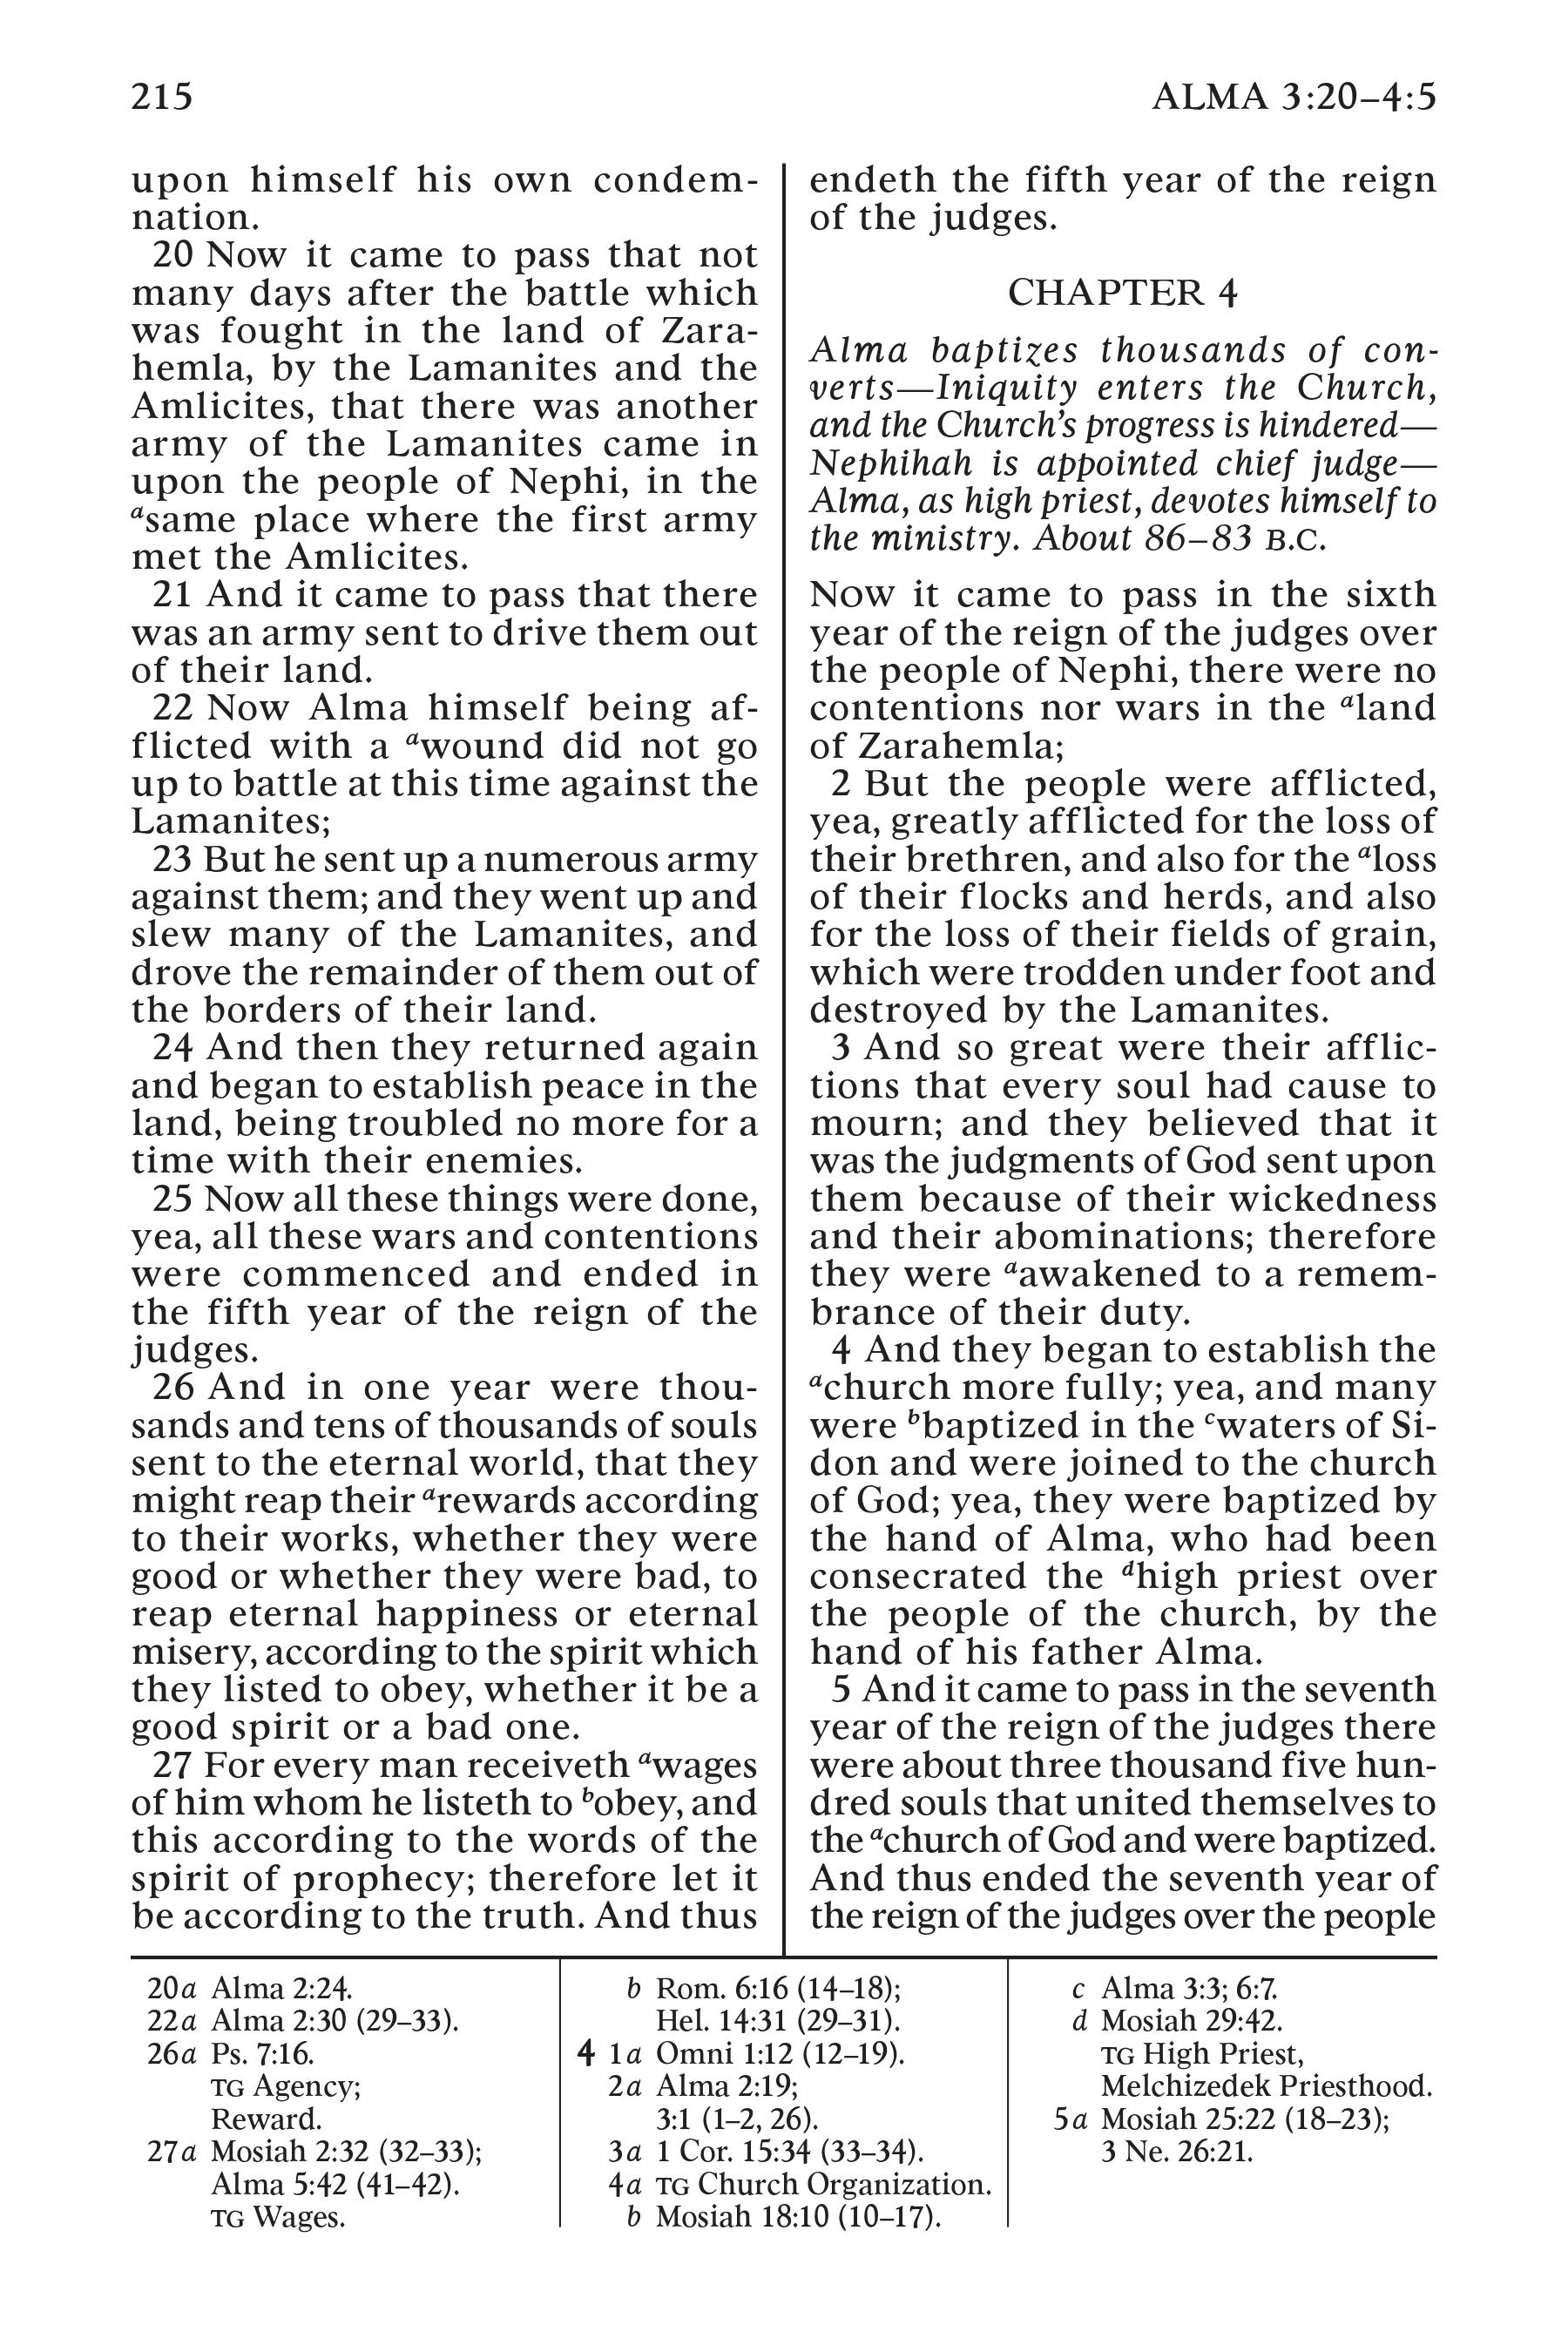 215
ALMA 3:20–4:5
upon himself his own condem-
nation.
20 Now it came to pass that not
many days after the battle which
was fought in the land of Zara-
hemla, by the Lamanites and the
Amlicites, that there was another
army of the Lamanites came in
upon the people of Nephi, in the
asame place where the first army
met the Amlicites.
21 And it came to pass that there
was an army sent to drive them out
of their land.
22 Now Alma himself being af-
flicted with a awound did not go
up to battle at this time against the
Lamanites;
23 But he sent up a numerous army
against them; and they went up and
slew many of the Lamanites, and
drove the remainder of them out of
the borders of their land.
24 And then they returned again
and began to establish peace in the
land, being troubled no more for a
time with their enemies.
25 Now all these things were done,
yea, all these wars and contentions
were commenced and ended in
the fifth year of the reign of the
judges.
26 And in one year were thou-
sands and tens of thousands of souls
sent to the eternal world, that they
might reap their arewards according
to their works, whether they were
good or whether they were bad, to
reap eternal happiness or eternal
misery, according to the spirit which
they listed to obey, whether it be a
good spirit or a bad one.
27 For every man receiveth awages
of him whom he listeth to bobey, and
this according to the words of the
spirit of prophecy; therefore let it
be according to the truth. And thus
endeth the fifth year of the reign
of the judges.
CHAPTER 4
Alma baptizes thousands of con-
verts—Iniquity enters the Church,
and the Church’s progress is hindered—
Nephihah is appointed chief judge—
Alma, as high priest, devotes himself to
the ministry. About 86–83 B.C.
Now it came to pass in the sixth
year of the reign of the judges over
the people of Nephi, there were no
contentions nor wars in the aland
of Zarahemla;
2 But the people were afflicted,
yea, greatly afflicted for the loss of
their brethren, and also for the aloss
of their flocks and herds, and also
for the loss of their fields of grain,
which were trodden under foot and
destroyed by the Lamanites.
3 And so great were their afflic-
tions that every soul had cause to
mourn; and they believed that it
was the judgments of God sent upon
them because of their wickedness
and their abominations; therefore
they were aawakened to a remem-
brance of their duty.
4 And they began to establish the
achurch more fully; yea, and many
were bbaptized in the cwaters of Si-
don and were joined to the church
of God; yea, they were baptized by
the hand of Alma, who had been
consecrated the dhigh priest over
the people of the church, by the
hand of his father Alma.
5 And it came to pass in the seventh
year of the reign of the judges there
were about three thousand five hun-
dred souls that united themselves to
the achurch of God and were baptized.
And thus ended the seventh year of
the reign of the judges over the people
20a Alma 2:24.
22a Alma 2:30 (29–33).
26a Ps. 7:16.
TG Agency;
Reward.
27a Mosiah 2:32 (32–33);
Alma 5:42 (41–42).
TG Wages.
b Rom. 6:16 (14–18);
Hel. 14:31 (29–31).
4 1a Omni 1:12 (12–19).
2a Alma 2:19;
3:1 (1–2, 26).
3a 1 Cor. 15:34 (33–34).
4a TG Church Organization.
b Mosiah 18:10 (10–17).
c Alma 3:3; 6:7.
d Mosiah 29:42.
TG High Priest,
Melchizedek Priesthood.
5a Mosiah 25:22 (18–23);
3 Ne. 26:21.